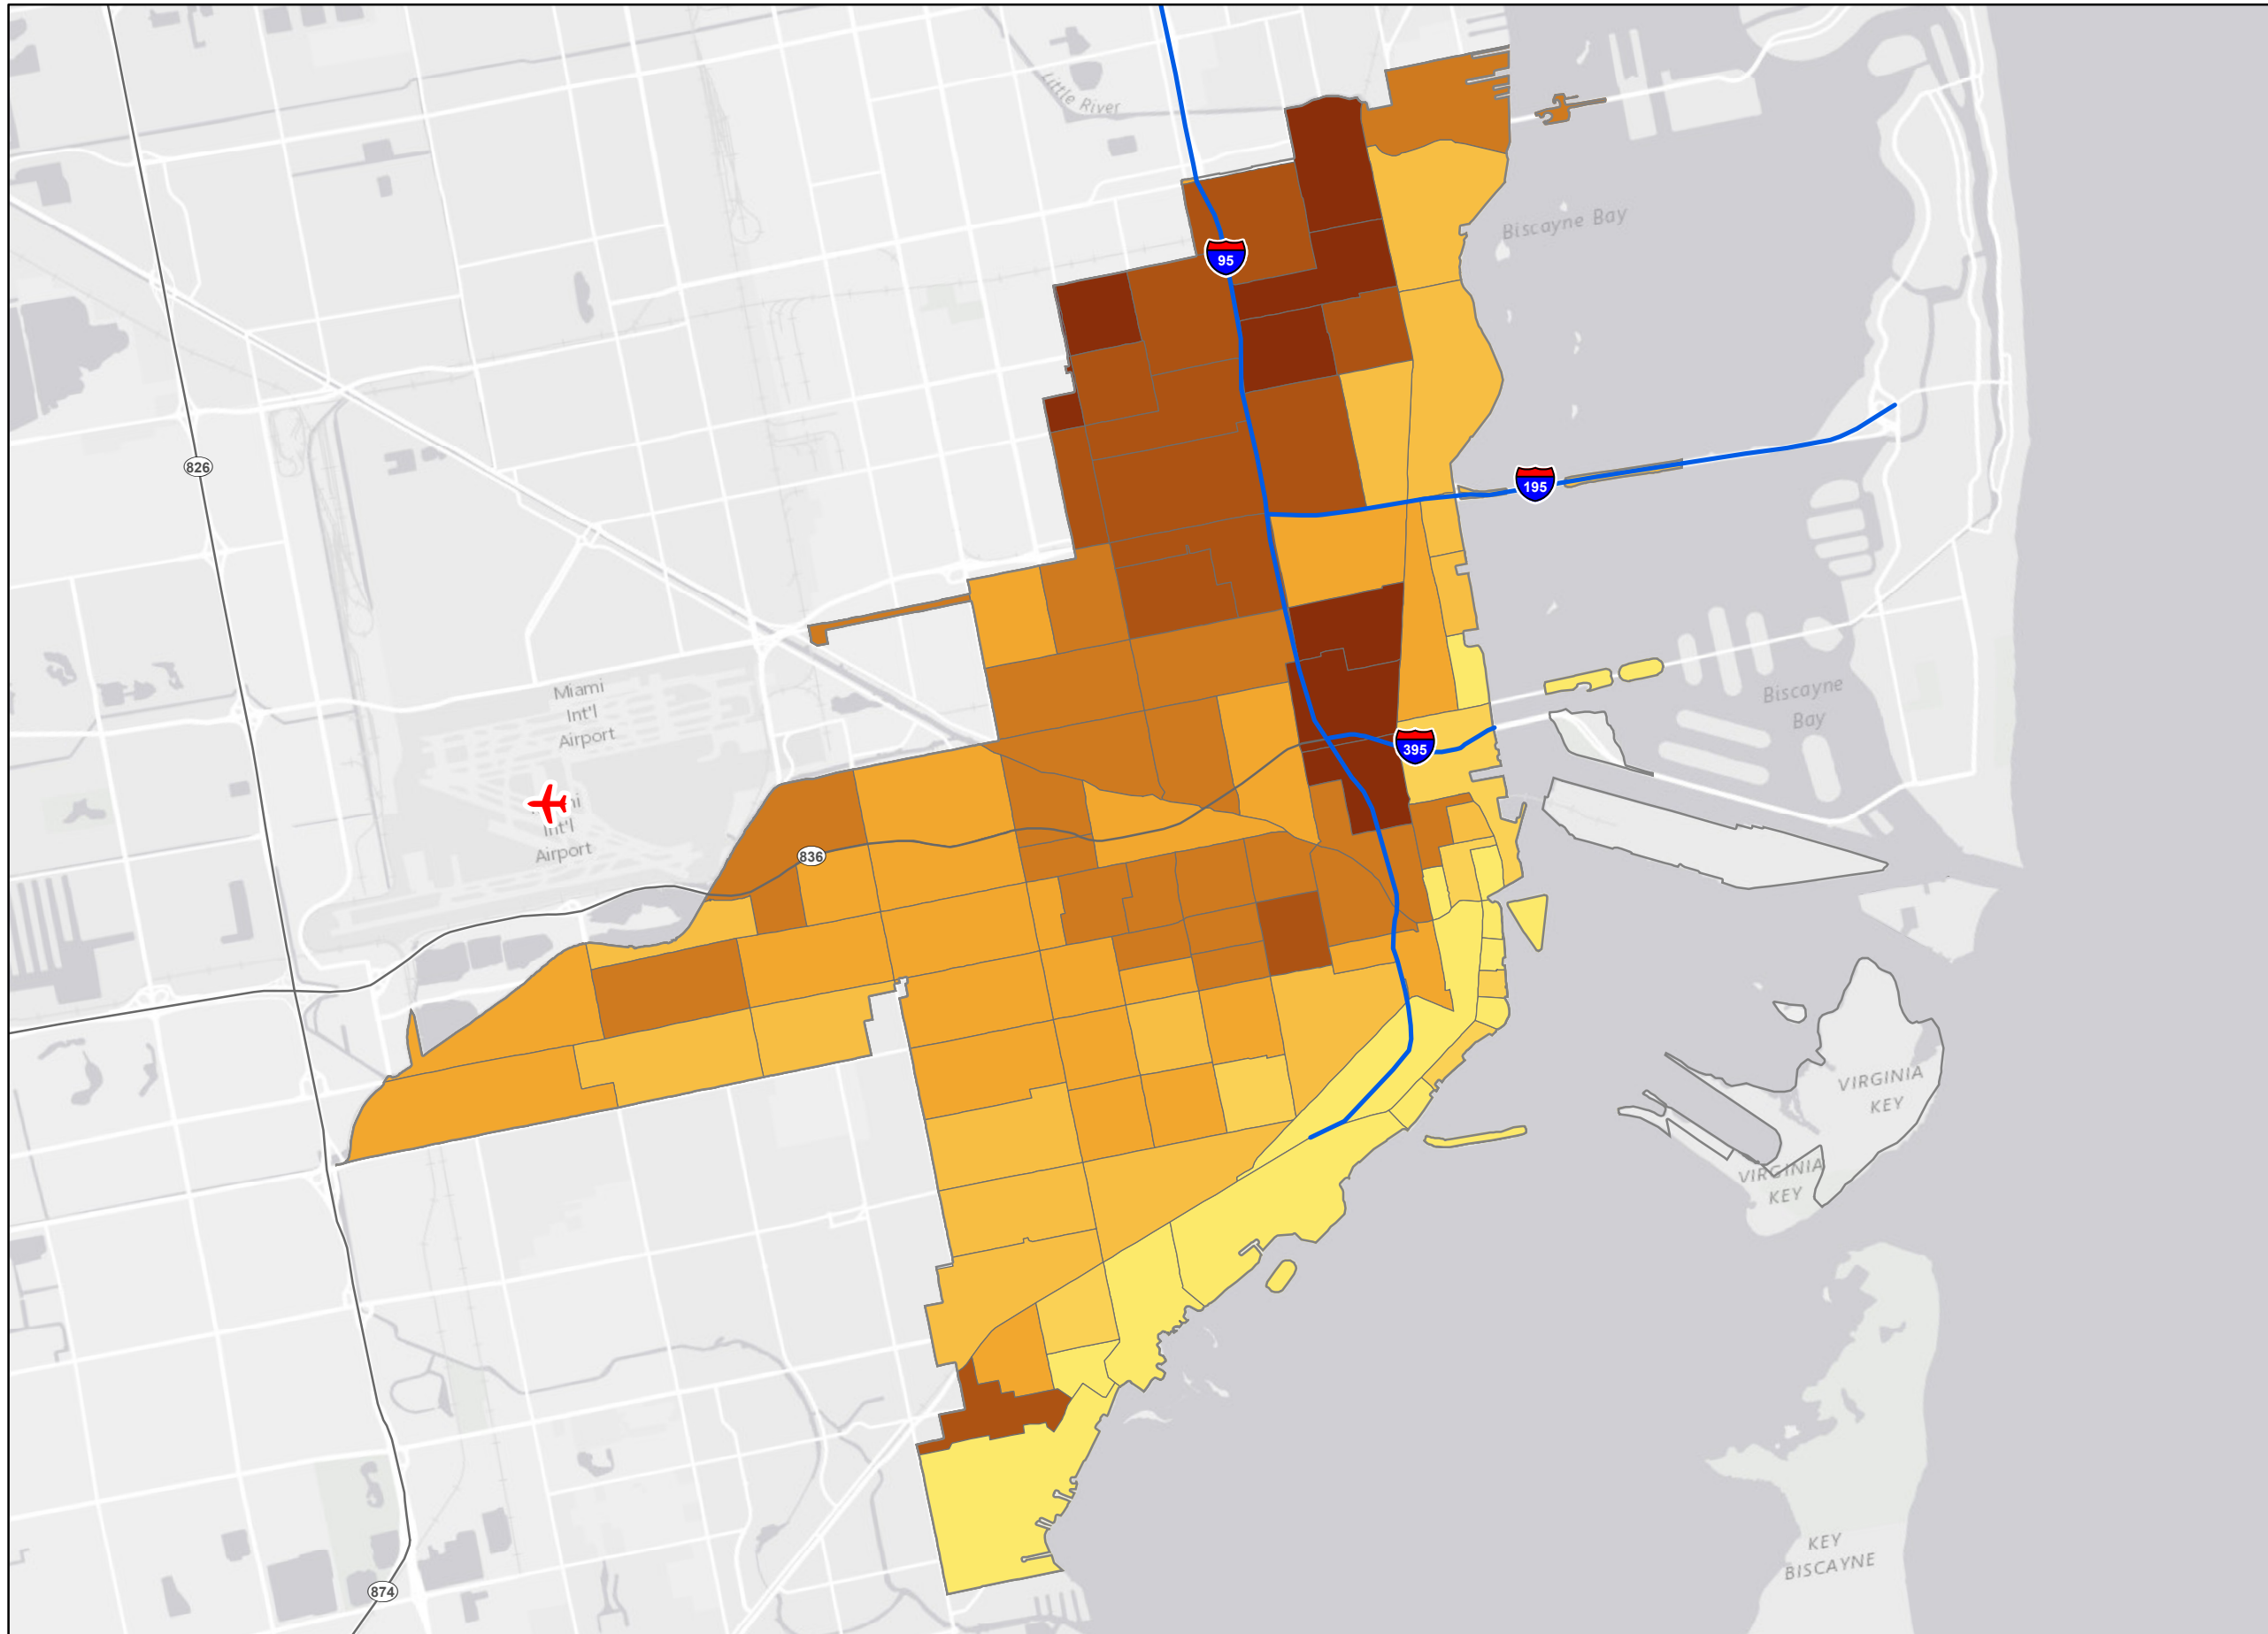 Little River
Biscayne Bay
95
826
195
Miami
Int'l
Airport
Biscayne
Bay
395
Int'l
Airport
836
VIRGINIA
KEY
VIRGINIA
KEY
KEY
BISCAYNE
874